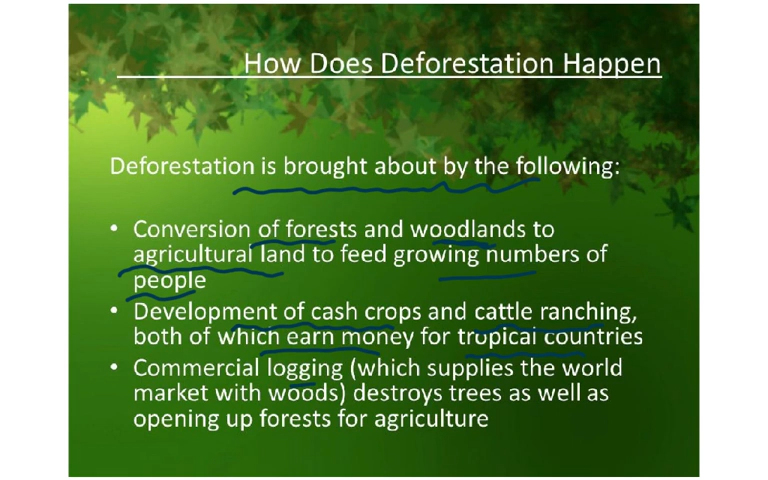 How Does Deforestation Happen
Deforestation is brought about by the following:
• Conversion of forests and woodlands to
agricultural land to feed growing numbers of
people
• Development of cash crops and cattle ranching,
both of which earn money for tropical countries
• Commercial logging (which supplies the world
market with woods) destroys trees as well as
opening up forests for agriculture